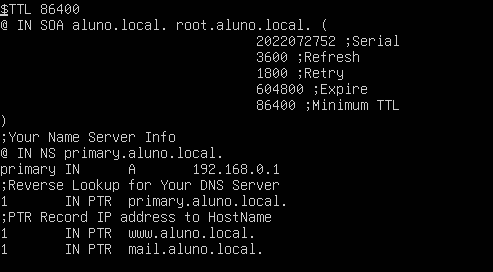 $TTL 86400
@ IN SOA aluno.local. root.aluno.local. (
2022072752 ;Serial
3600 ;Refresh
1800 ;Retry
604800 ;Expire
86400 ;Minimum TTL
)
;Your Name Server Info
@ IN NS primary.aluno.local.
primary IN A 192.168.0.1
;Reverse Lookup for Your DNS Server
1 IN PTR primary.aluno.local.
;PTR Record IP address to HostName
1 IN PTR www.aluno.local.
1 IN PTR mail.aluno.local.